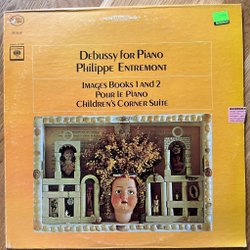 Debussy for Piano
Philippe Entremont
Images Books 1 and 2
Pour le Piano
Children's Corner Suite